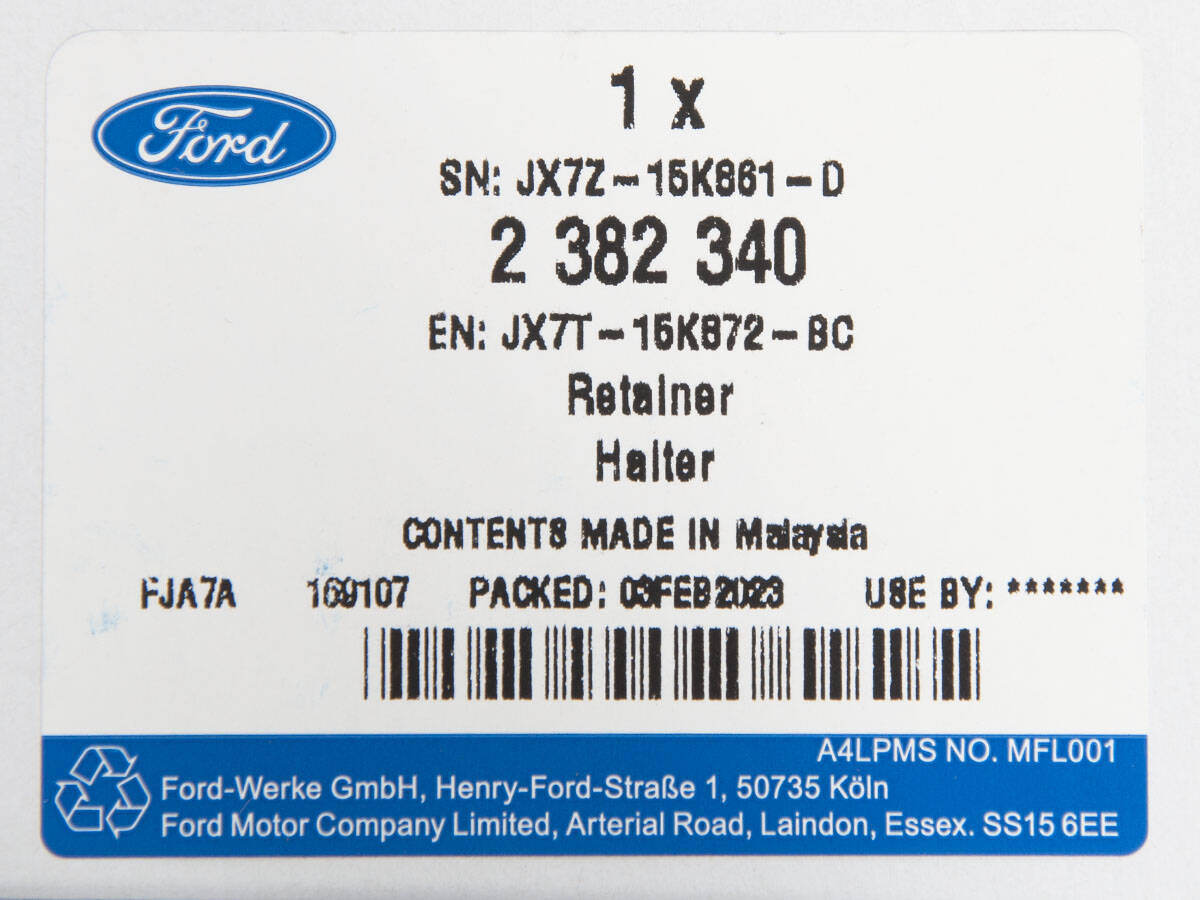 Ford
1 x
SN: JX7Z-15K861-D
2 382 340
EN: JX7T-15K872-BC
Retainer
Halter
CONTENTS MADE IN Malaysia
FJA7A 169107 PACKED: 03FEB2023 USE BY: *******
A4LPMS NO. MFL001
Ford-Werke GmbH, Henry-Ford-Straße 1, 50735 Köln
Ford Motor Company Limited, Arterial Road, Laindon, Essex. SS15 6EE